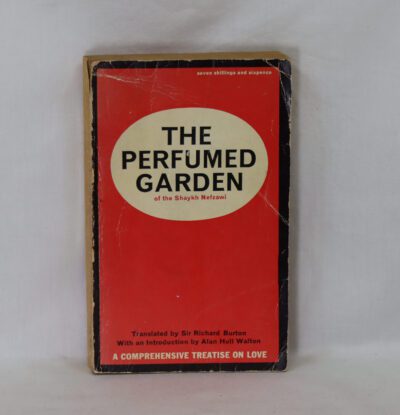 seven shillings and sixpence
THE
PERFUMED
GARDEN
of the Shaykh Nefzawi
Translated by Sir Richard Burton
With an Introduction by Alan Hull Walton
A COMPREHENSIVE TREATISE ON LOVE